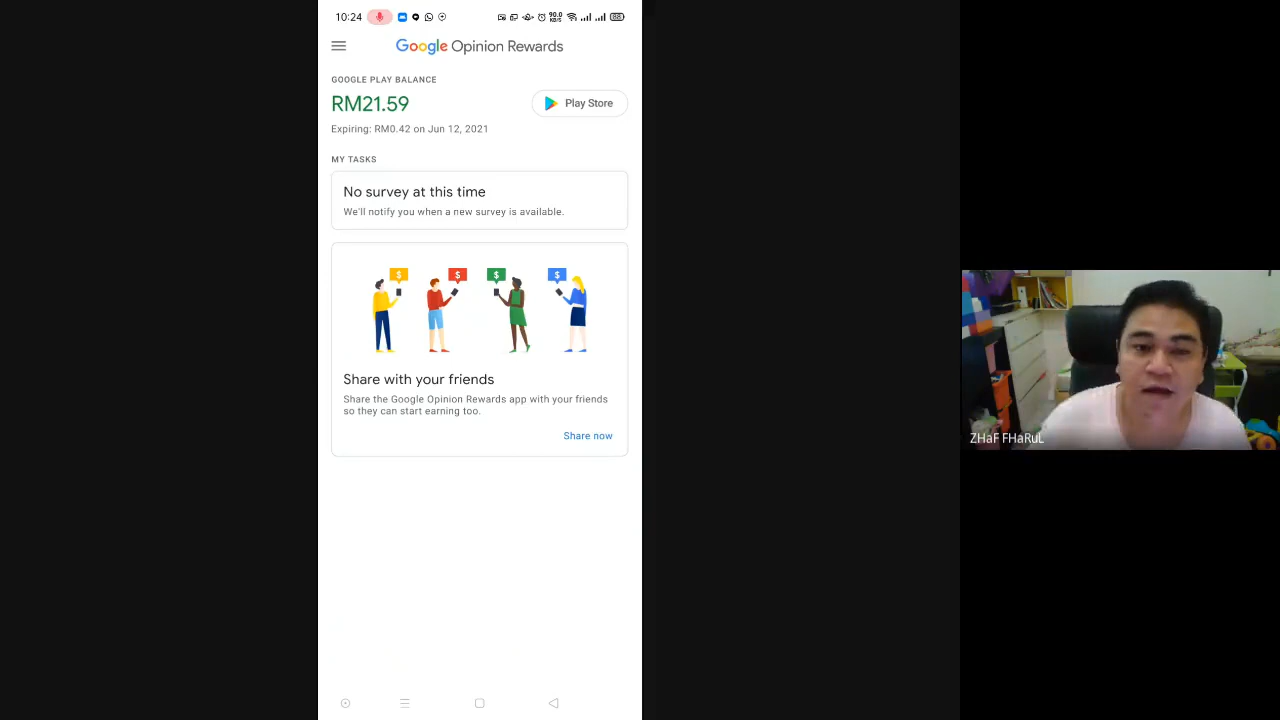 10:24
90.0 KB/S
Google Opinion Rewards
GOOGLE PLAY BALANCE
RM21.59
Play Store
Expiring: RM0.42 on Jun 12, 2021
MY TASKS
No survey at this time
We'll notify you when a new survey is available.
$ $ $ $
Share with your friends
Share the Google Opinion Rewards app with your friends
so they can start earning too.
Share now
ZHaF FHaRuL